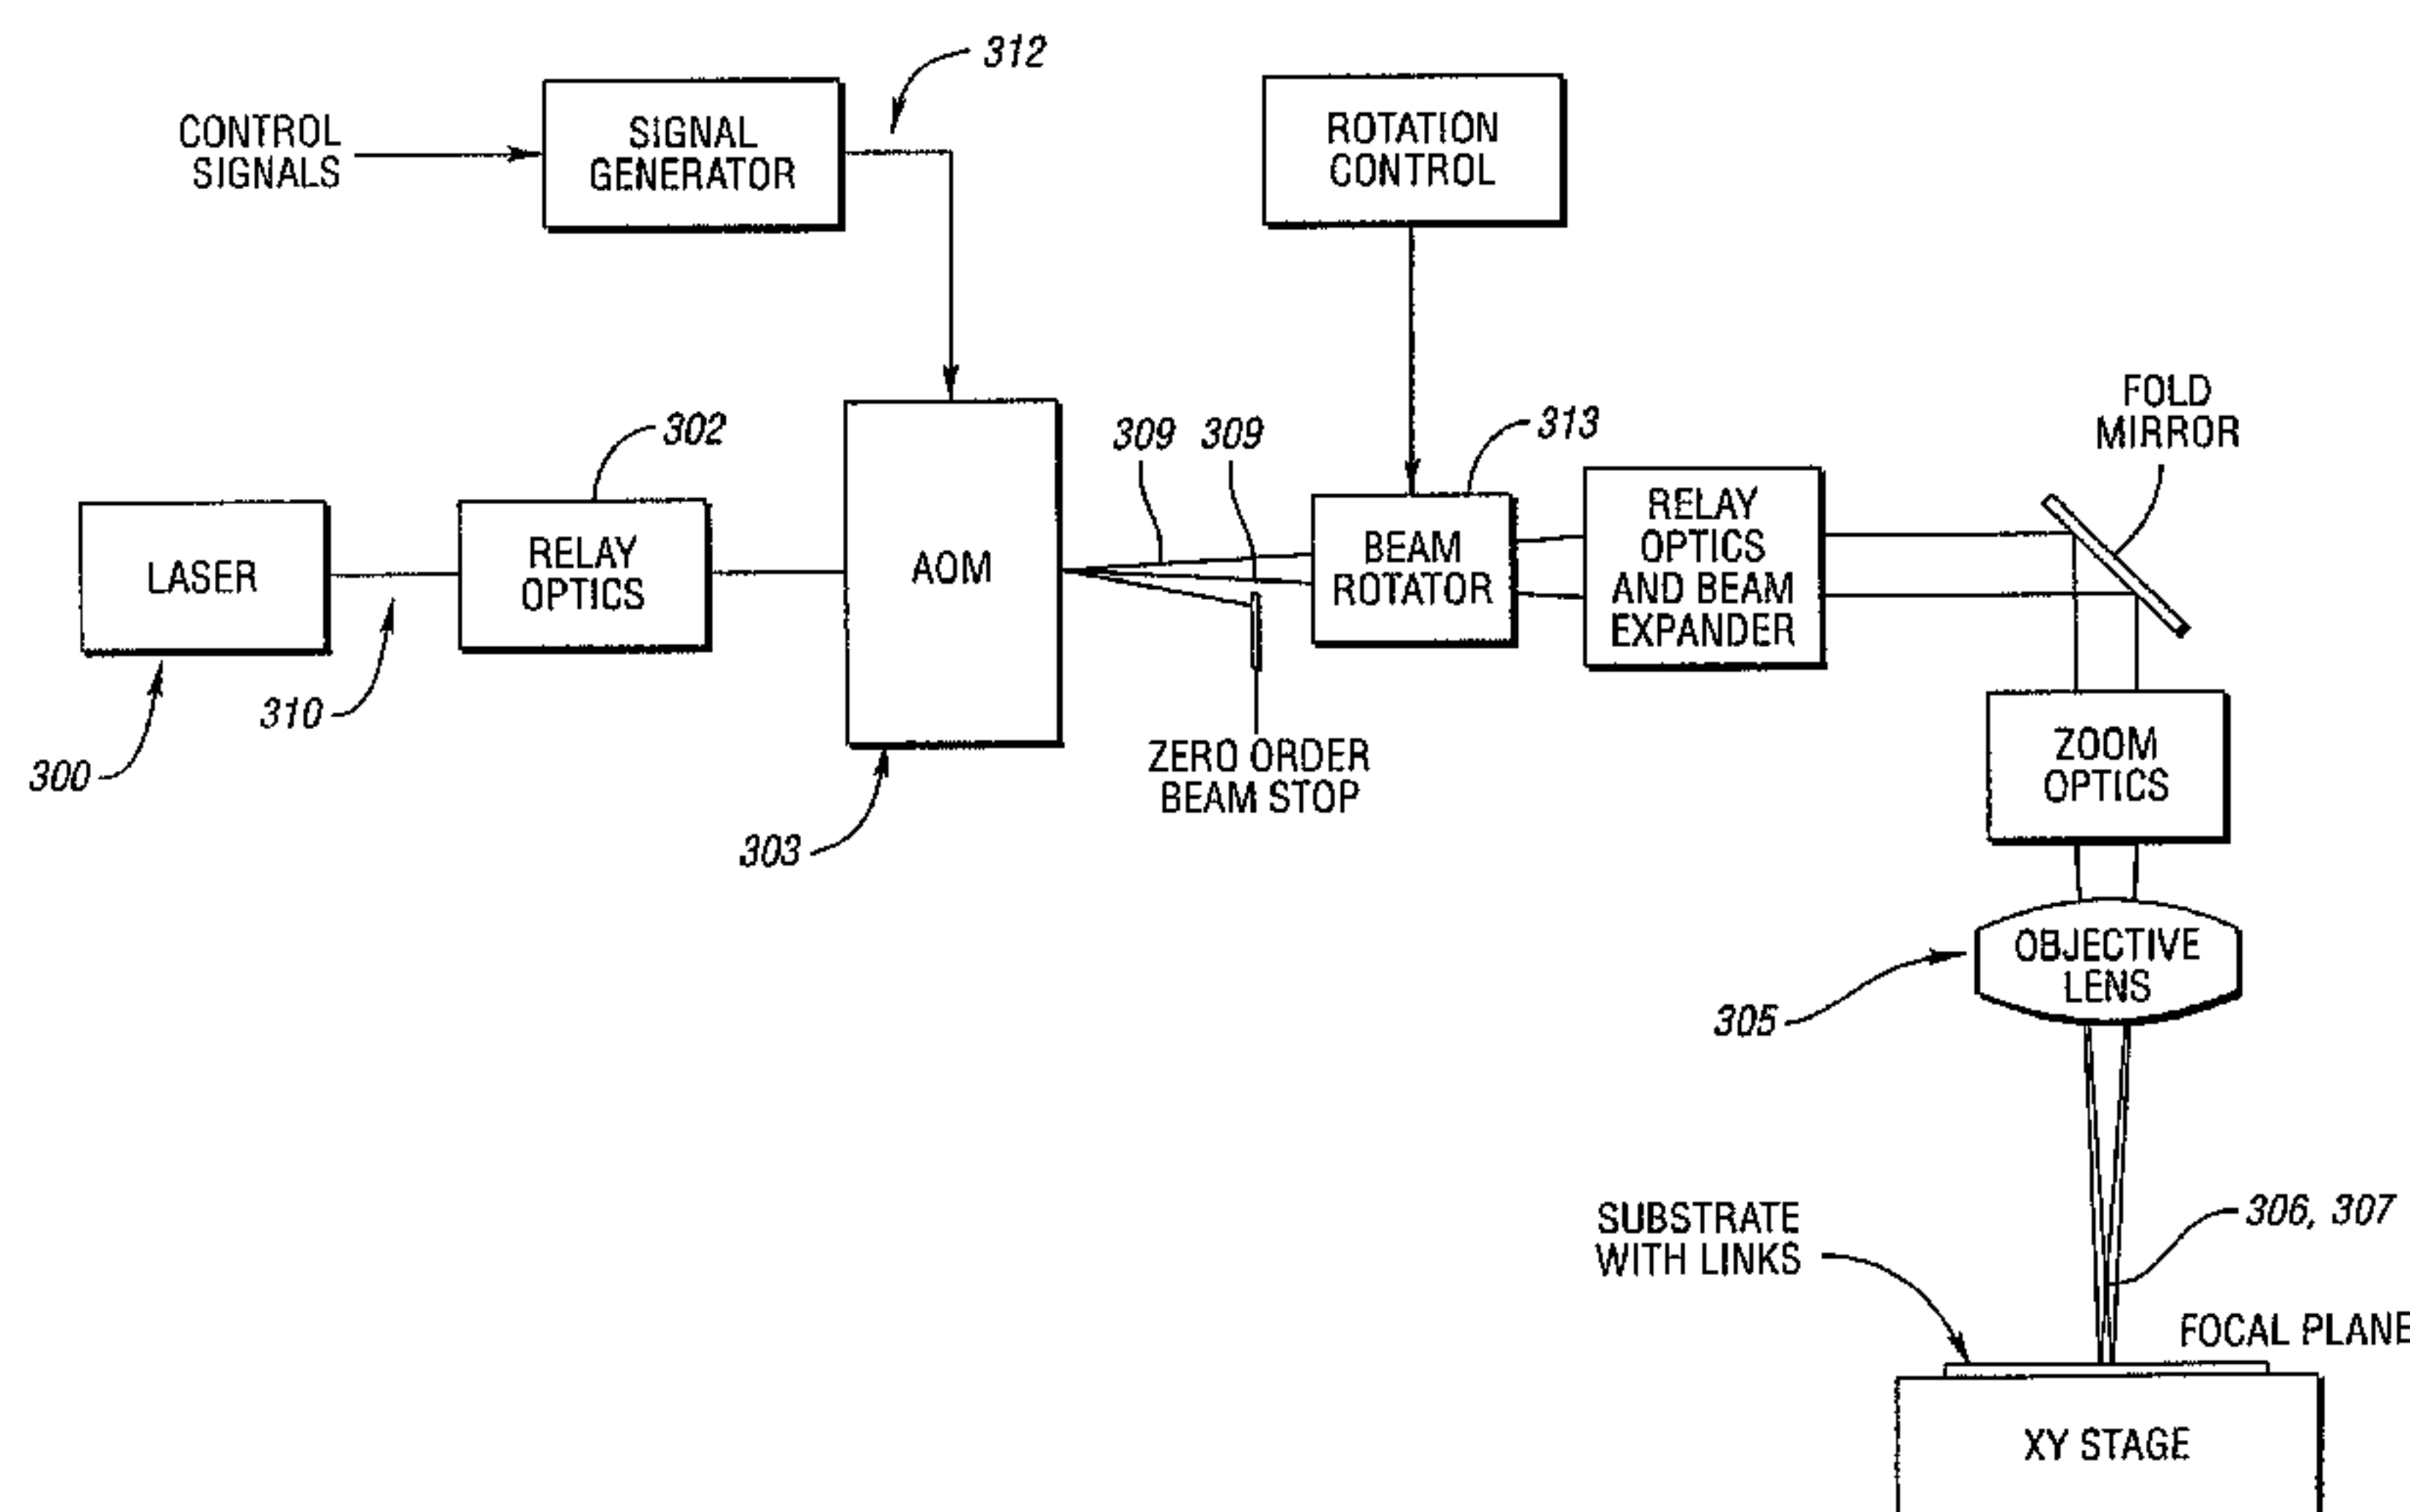 312
CONTROL
SIGNALS
SIGNAL
GENERATOR
ROTATION
CONTROL
FOLD
MIRROR
302
309 309
313
LASER
RELAY
OPTICS
AOM
BEAM
ROTATOR
RELAY
OPTICS
AND BEAM
EXPANDER
310
300
303
ZERO ORDER
BEAM STOP
ZOOM
OPTICS
OBJECTIVE
LENS
305
306, 307
SUBSTRATE
WITH LINKS
FOCAL PLANE
XY STAGE